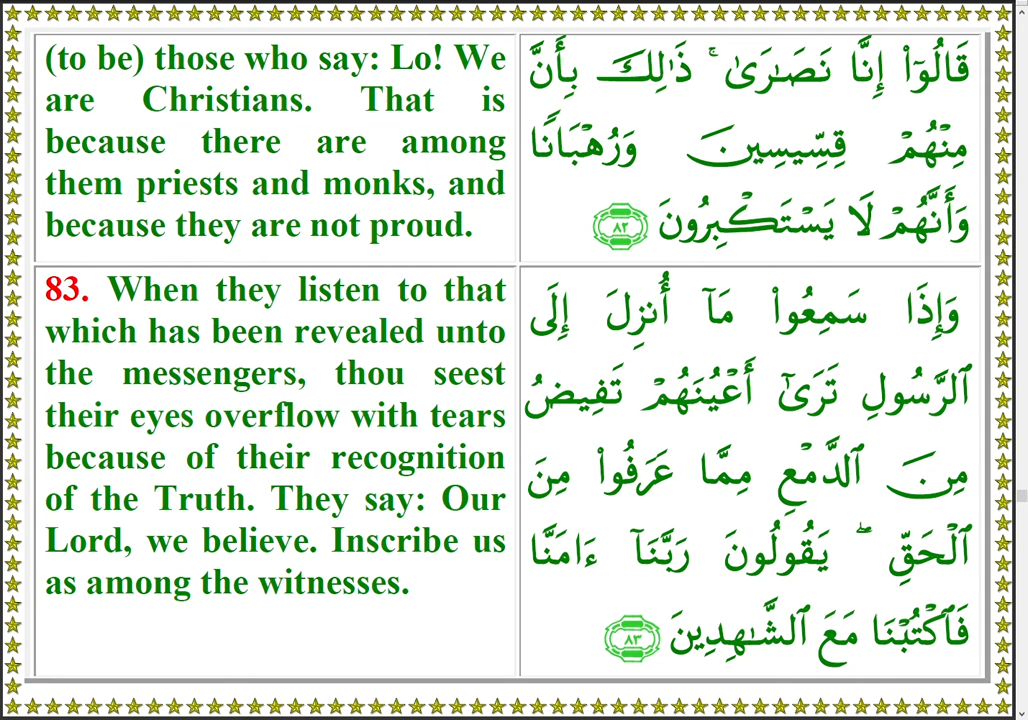 (to be) those who say: Lo! We
are Christians. That is
because there are among
them priests and monks, and
because they are not proud.
قَالُوٓا۟ إِنَّا نَصَـٰرَىٰ ۚ ذَٰلِكَ بِأَنَّ
مِنْهُمْ قِسِّيسِينَ وَرُهْبَانًا
وَأَنَّهُمْ لَا يَسْتَكْبِرُونَ ٨٢
83. When they listen to that
which has been revealed unto
the messengers, thou seest
their eyes overflow with tears
because of their recognition
of the Truth. They say: Our
Lord, we believe. Inscribe us
as among the witnesses.
وَإِذَا سَمِعُوا۟ مَآ أُنزِلَ إِلَى
ٱلرَّسُولِ تَرَىٰٓ أَعْيُنَهُمْ تَفِيضُ
مِنَ ٱلدَّمْعِ مِمَّا عَرَفُوا۟ مِنَ
ٱلْحَقِّ ۖ يَقُولُونَ رَبَّنَآ ءَامَنَّا
فَٱكْتُبْنَا مَعَ ٱلشَّـٰهِدِينَ ٨٣